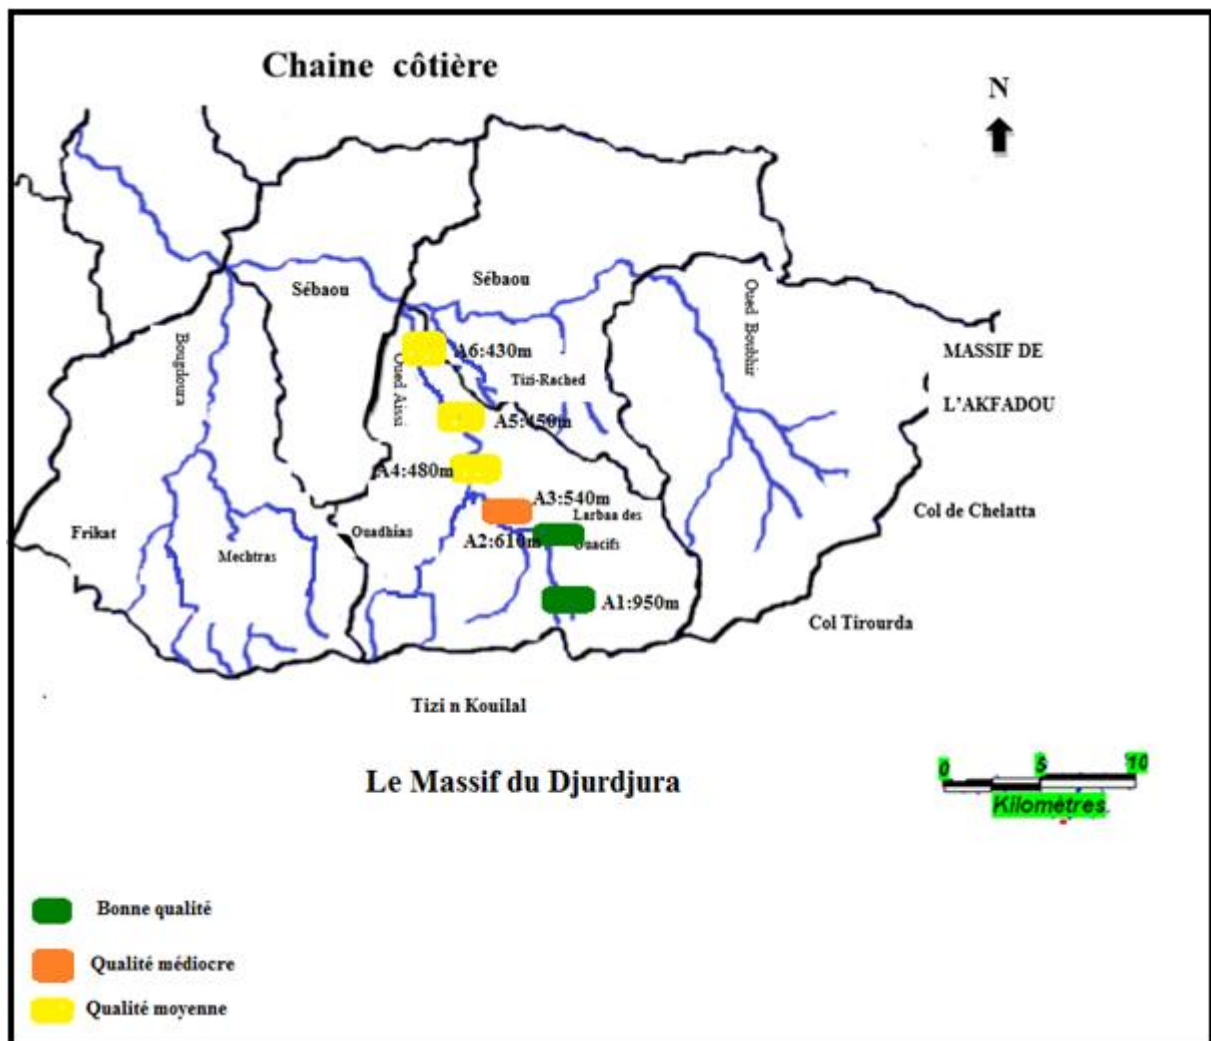 Chaine côtière
N
Sébaou
Sébaou
Oued Boubhir
Bougdoura
Oued Aissi
A6:430m
MASSIF DE
Tizi-Rached
L'AKFADOU
A5:450m
A4:480m
A3:540m
Larbaa des
Col de Chelatta
Frikat
Ouadhias
A2:610m
Ouacifs
Mechtras
A1:950m
Col Tirourda
Tizi n Kouilal
Le Massif du Djurdjura
0 5 10
Kilomètres
Bonne qualité
Qualité médiocre
Qualité moyenne